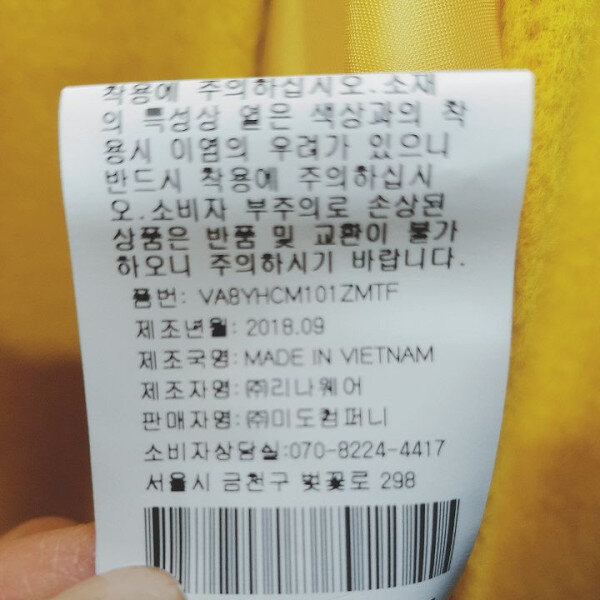 착용에 주의하십시오.소재
의 특성상 옅은 색상과의 착
용시 이염의 우려가 있으니
반드시 착용에 주의하십시
오.소비자 부주의로 손상된
상품은 반품 및 교환이 불가
하오니 주의하시기 바랍니다.
품번: VA8YHCM101ZMTF
제조년월: 2018.09
제조국명: MADE IN VIETNAM
제조자명:㈜리나웨어
판매자명:㈜미도컴퍼니
소비자상담실:070-8224-4417
서울시 금천구 벚꽃로 298